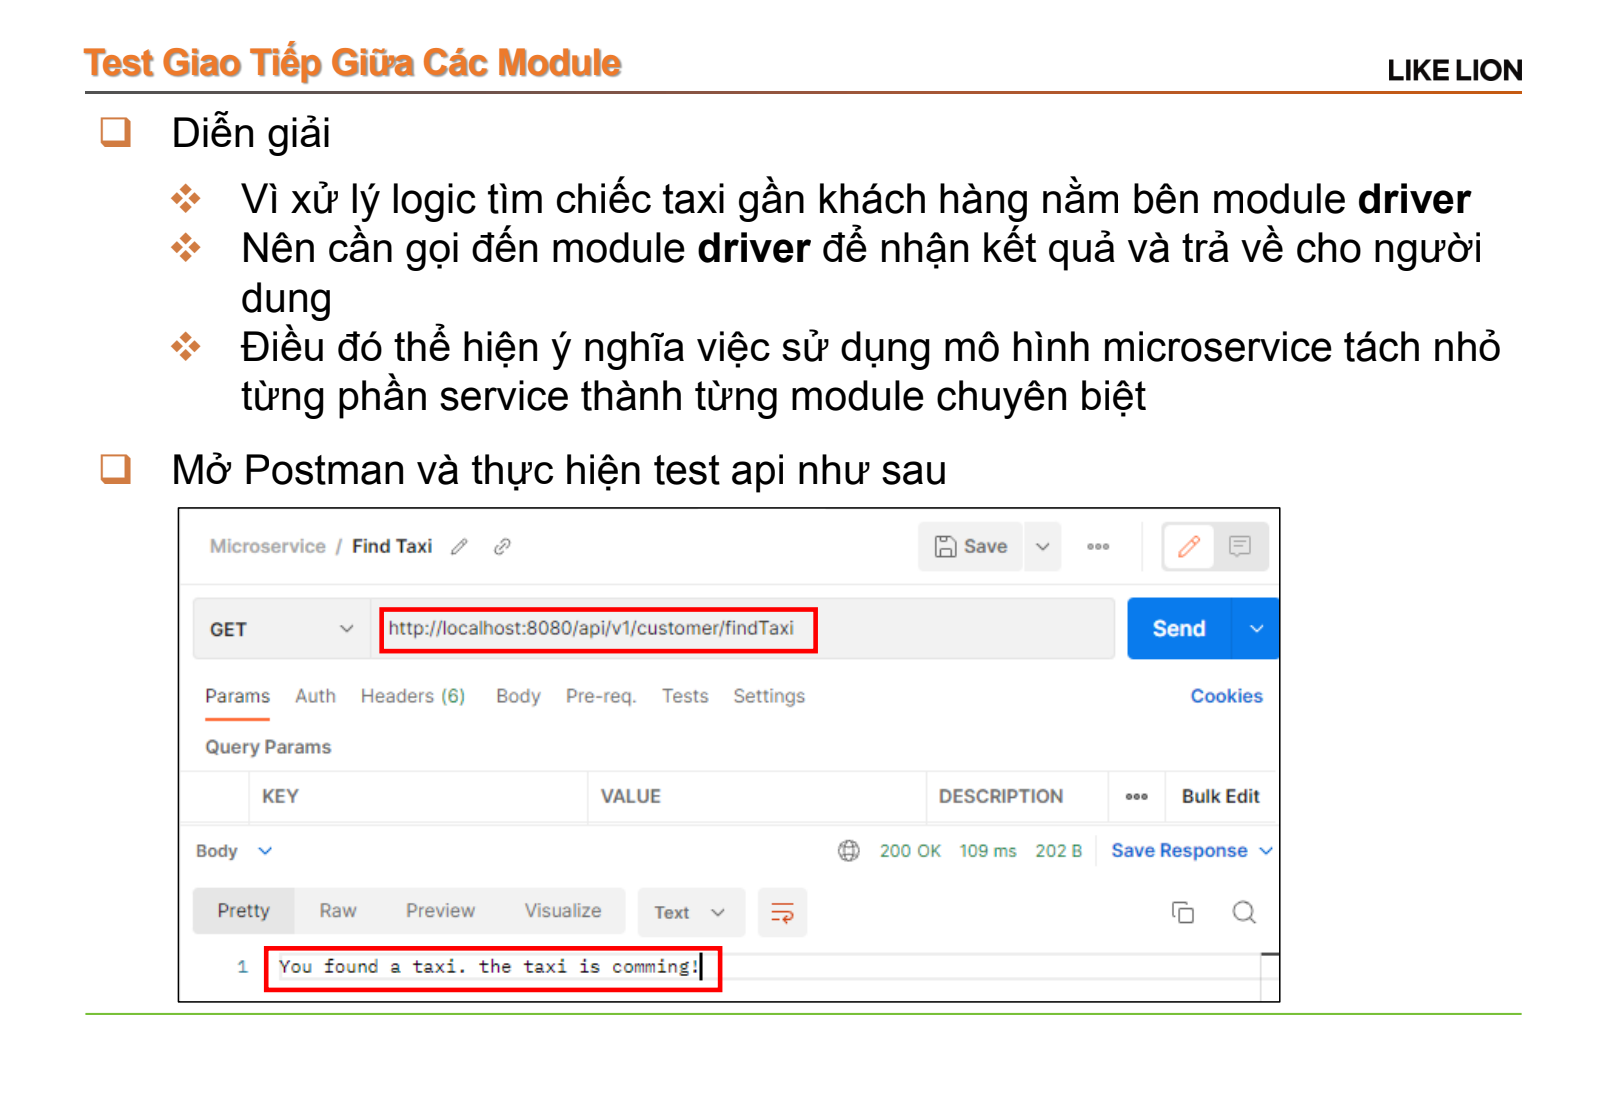 Test Giao Tiếp Giữa Các Module
LIKE LION
Diễn giải
Vì xử lý logic tìm chiếc taxi gần khách hàng nằm bên module driver
Nên cần gọi đến module driver để nhận kết quả và trả về cho người
dung
Điều đó thể hiện ý nghĩa việc sử dụng mô hình microservice tách nhỏ
từng phần service thành từng module chuyên biệt
Mở Postman và thực hiện test api như sau
Microservice / Find Taxi
Save
GET
http://localhost:8080/api/v1/customer/findTaxi
Send
Params Auth Headers (6) Body Pre-req. Tests Settings
Cookies
Query Params
KEY VALUE DESCRIPTION Bulk Edit
Body
200 OK 109 ms 202 B Save Response
Pretty Raw Preview Visualize Text
1 You found a taxi. the taxi is comming!